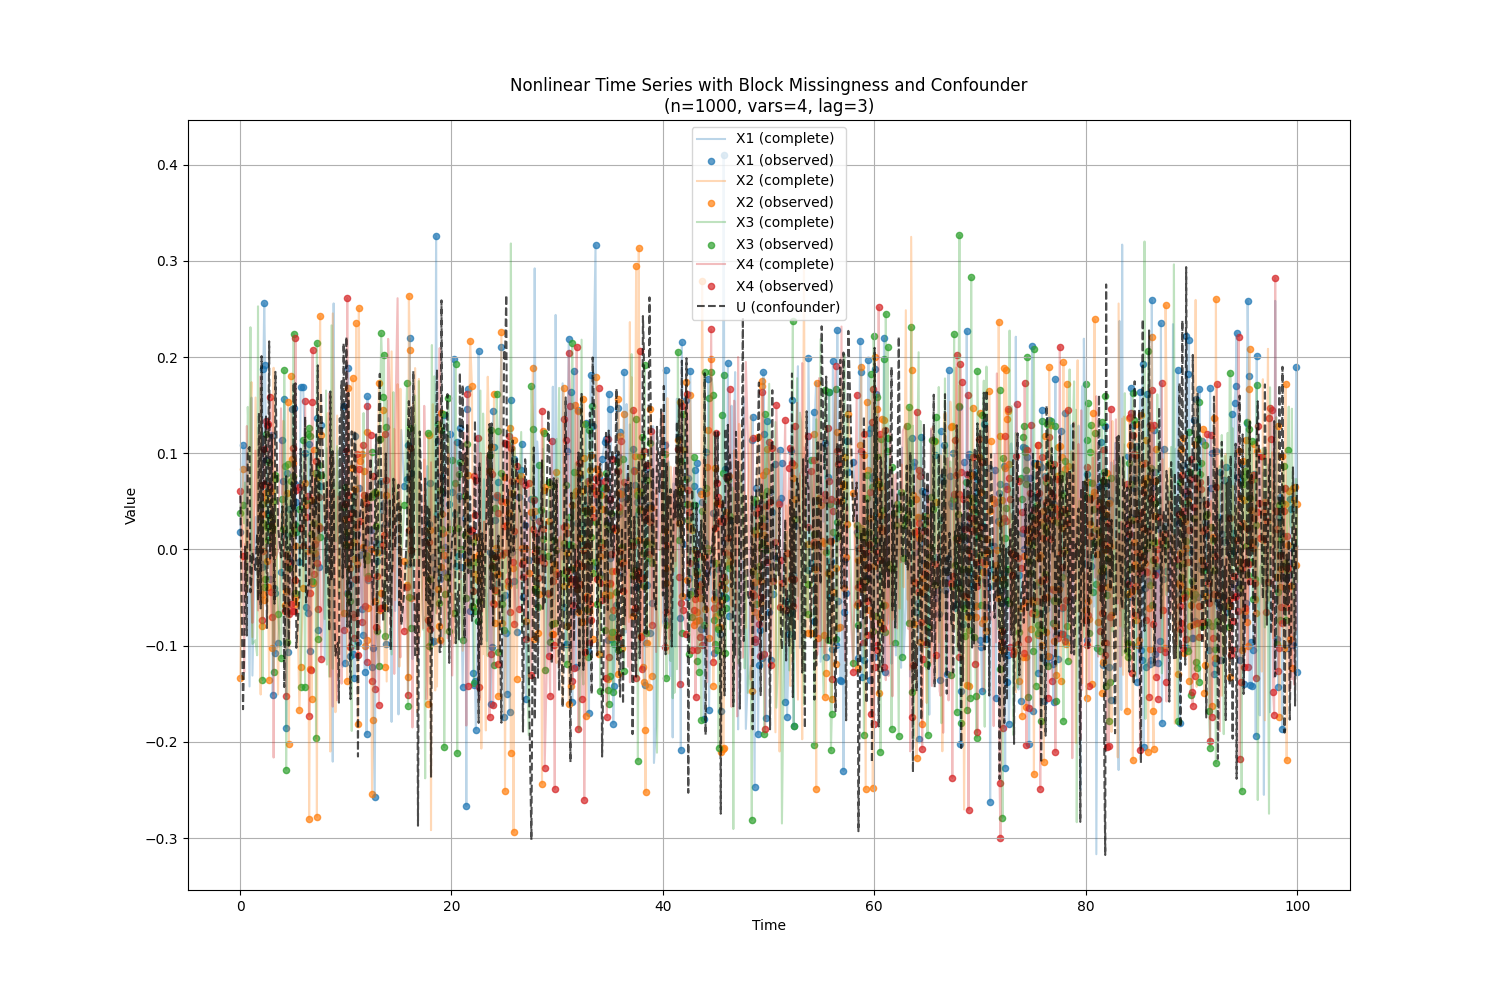 Nonlinear Time Series with Block Missingness and Confounder
(n=1000, vars=4, lag=3)
X1 (complete)
X1 (observed)
X2 (complete)
X2 (observed)
X3 (complete)
X3 (observed)
X4 (complete)
X4 (observed)
U (confounder)
Value
0.4
0.3
0.2
0.1
0.0
−0.1
−0.2
−0.3
0 20 40 60 80 100
Time